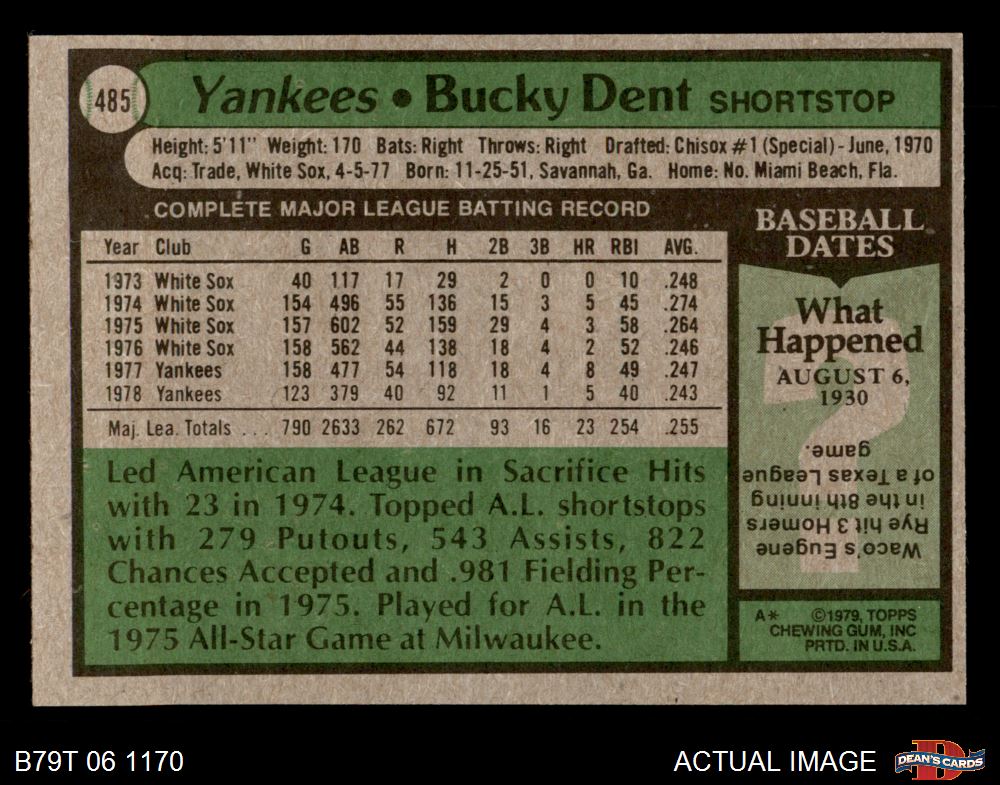 485
Yankees • Bucky Dent SHORTSTOP
Height: 5'11" Weight: 170 Bats: Right Throws: Right Drafted: Chisox #1 (Special) - June, 1970
Acq: Trade, White Sox, 4-5-77 Born: 11-25-51, Savannah, Ga. Home: No. Miami Beach, Fla.
COMPLETE MAJOR LEAGUE BATTING RECORD
Year Club G AB R H 2B 3B HR RBI AVG.
1973 White Sox 40 117 17 29 2 0 0 10 .248
1974 White Sox 154 496 55 136 15 3 5 45 .274
1975 White Sox 157 602 52 159 29 4 3 58 .264
1976 White Sox 158 562 44 138 18 4 2 52 .246
1977 Yankees 158 477 54 118 18 4 8 49 .247
1978 Yankees 123 379 40 92 11 1 5 40 .243
Maj. Lea. Totals ... 790 2633 262 672 93 16 23 254 .255
Led American League in Sacrifice Hits
with 23 in 1974. Topped A.L. shortstops
with 279 Putouts, 543 Assists, 822
Chances Accepted and .981 Fielding Per-
centage in 1975. Played for A.L. in the
1975 All-Star Game at Milwaukee.
BASEBALL
DATES
What
Happened
AUGUST 6,
1930
?
Waco's Eugene
Rye hit 3 Homers
in the 8th inning
of a Texas League
game.
A* ©1979, TOPPS
CHEWING GUM, INC
PRTD. IN U.S.A.
B79T 06 1170
ACTUAL IMAGE
D
DEAN'S CARDS